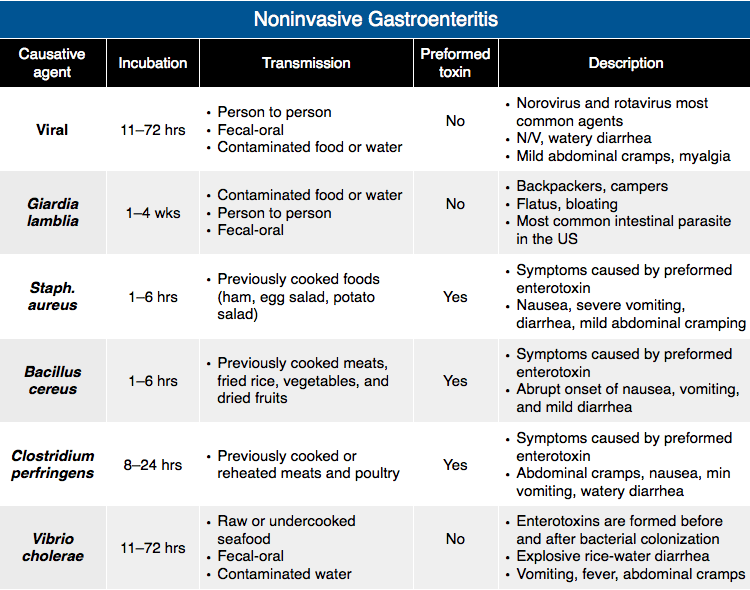 Noninvasive Gastroenteritis
Causative
agent
Incubation
Transmission
Preformed
toxin
Description
Viral
11–72 hrs
• Person to person
• Fecal-oral
• Contaminated food or water
No
• Norovirus and rotavirus most
common agents
• N/V, watery diarrhea
• Mild abdominal cramps, myalgia
Giardia
lamblia
1–4 wks
• Contaminated food or water
• Person to person
• Fecal-oral
No
• Backpackers, campers
• Flatus, bloating
• Most common intestinal parasite
in the US
Staph.
aureus
1–6 hrs
• Previously cooked foods
(ham, egg salad, potato
salad)
Yes
• Symptoms caused by preformed
enterotoxin
• Nausea, severe vomiting,
diarrhea, mild abdominal cramping
Bacillus
cereus
1–6 hrs
• Previously cooked meats,
fried rice, vegetables, and
dried fruits
Yes
• Symptoms caused by preformed
enterotoxin
• Abrupt onset of nausea, vomiting,
and mild diarrhea
Clostridium
perfringens
8–24 hrs
• Previously cooked or
reheated meats and poultry
Yes
• Symptoms caused by preformed
enterotoxin
• Abdominal cramps, nausea, min
vomiting, watery diarrhea
Vibrio
cholerae
11–72 hrs
• Raw or undercooked
seafood
• Fecal-oral
• Contaminated water
No
• Enterotoxins are formed before
and after bacterial colonization
• Explosive rice-water diarrhea
• Vomiting, fever, abdominal cramps